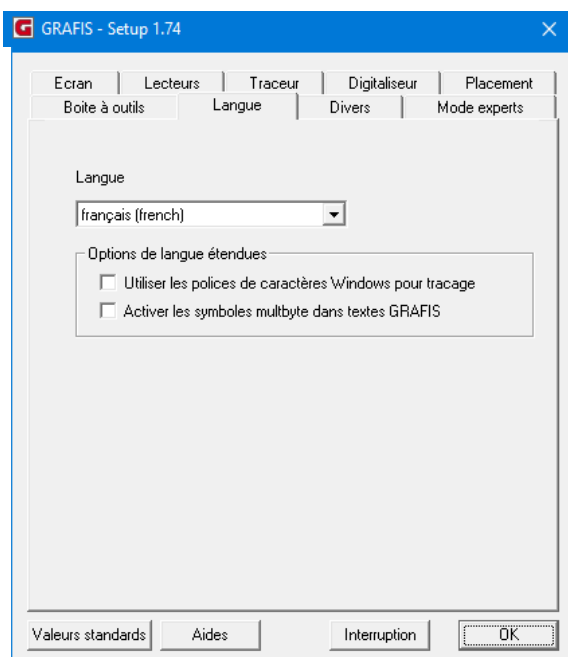 GRAFIS - Setup 1.74
Ecran Lecteurs Traceur Digitaliseur Placement
Boite à outils Langue Divers Mode experts
Langue
français (french)
Options de langue étendues
Utiliser les polices de caractères Windows pour tracage
Activer les symboles multbyte dans textes GRAFIS
Valeurs standards Aides Interruption OK